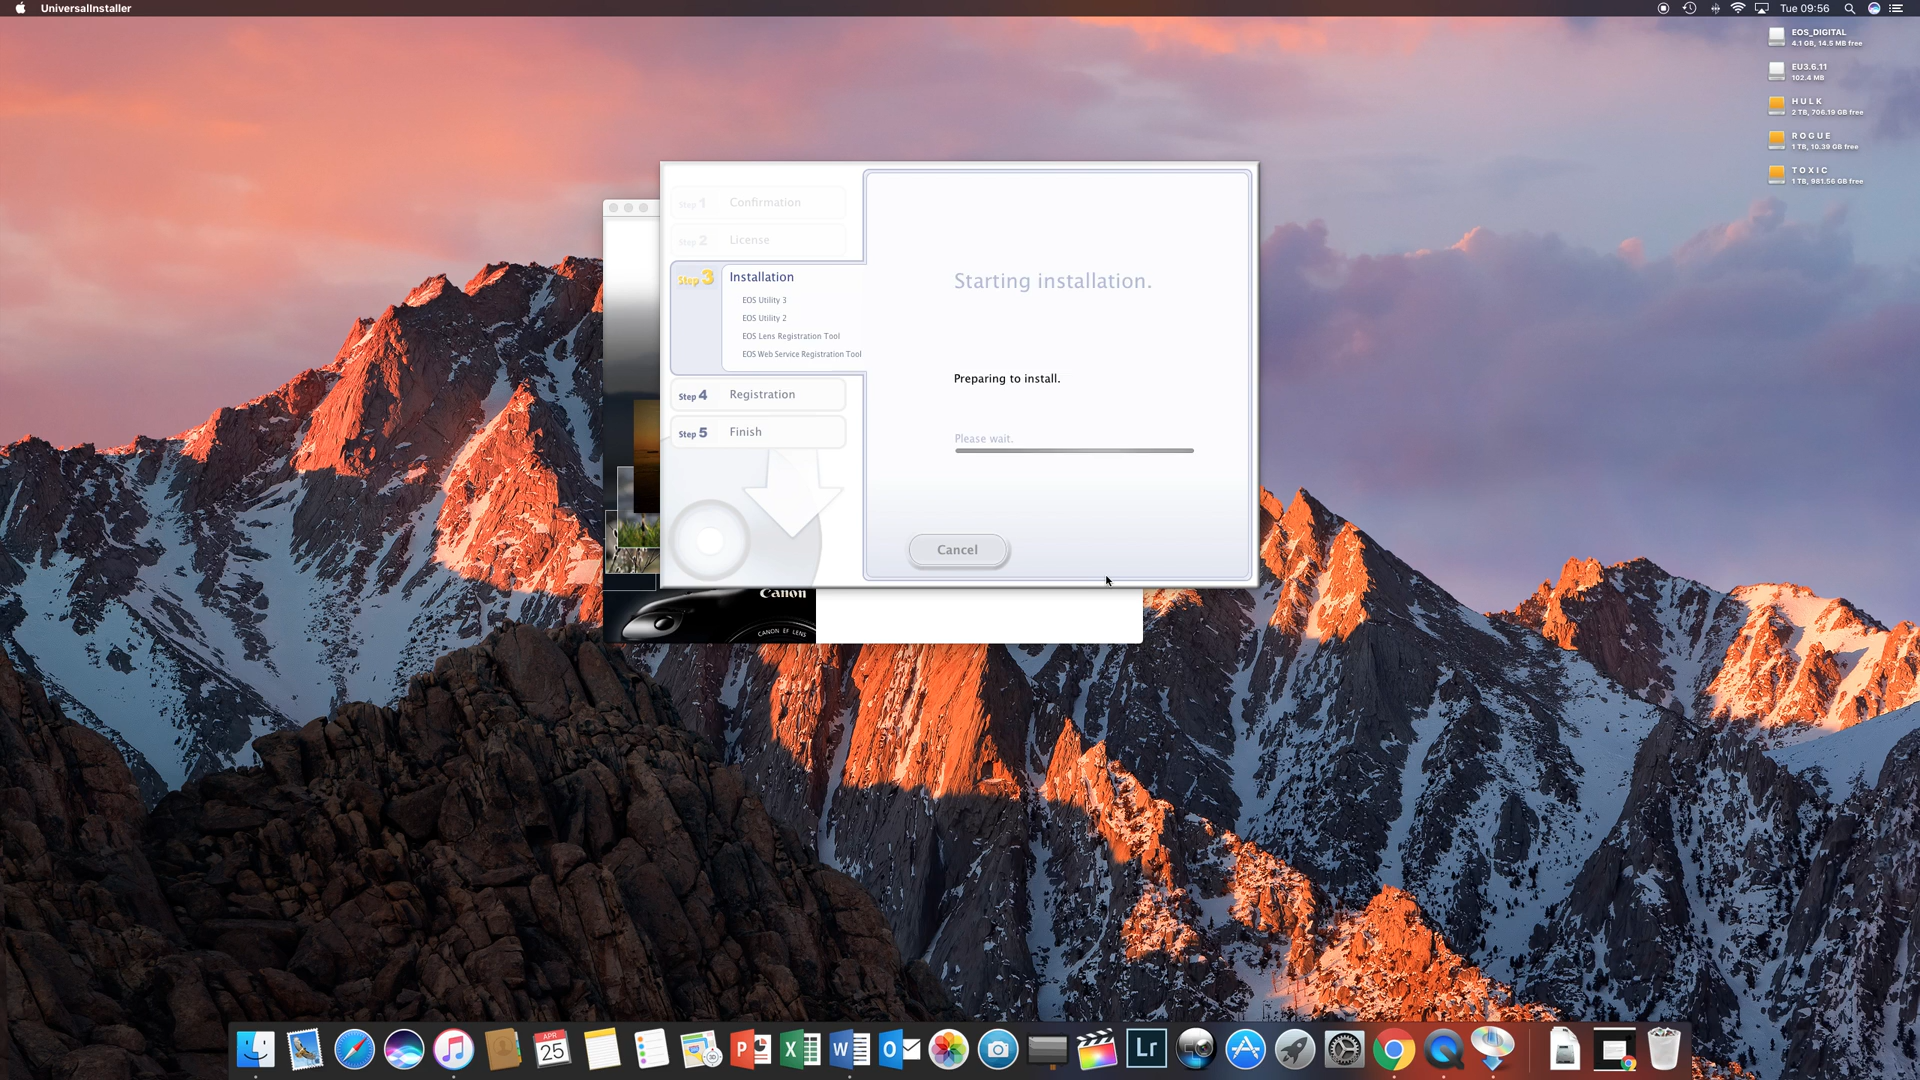 UniversalInstaller
Tue 09:56
EOS_DIGITAL
4.1 GB, 14.5 MB free
EU3.6.11
102.4 MB
HULK
2 TB, 706.19 GB free
ROGUE
1 TB, 10.39 GB free
TOXIC
1 TB, 981.56 GB free
Step 1 Confirmation
Step 2 License
Step 3 Installation
EOS Utility 3
EOS Utility 2
EOS Lens Registration Tool
EOS Web Service Registration Tool
Step 4 Registration
Step 5 Finish
Starting installation.
Preparing to install.
Please wait.
Cancel
Canon
CANON EF LENS
APR
25
3D
P
X
W
O
Lr